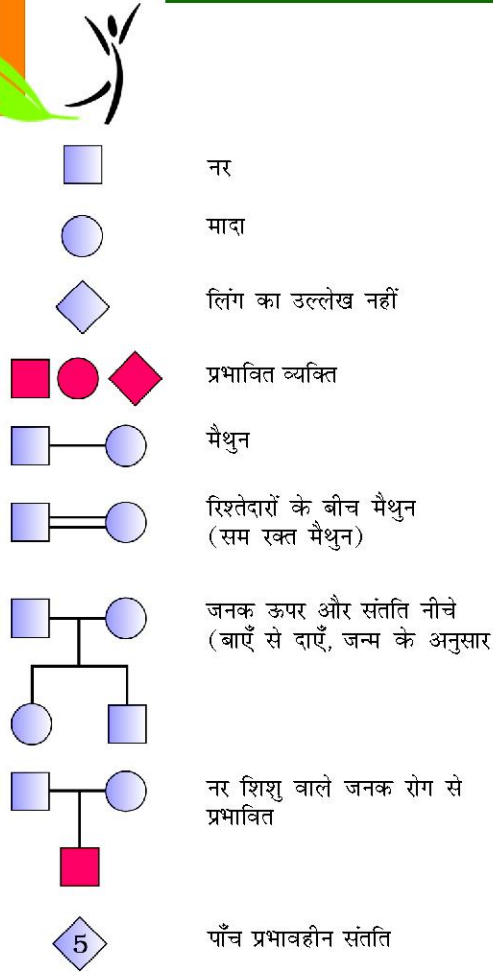 नर
मादा
लिंग का उल्लेख नहीं
प्रभावित व्यक्ति
मैथुन
रिश्तेदारों के बीच मैथुन
(सम रक्त मैथुन)
जनक ऊपर और संतति नीचे
(बाएँ से दाएँ, जन्म के अनुसार
नर शिशु वाले जनक रोग से
प्रभावित
5 पाँच प्रभावहीन संतति